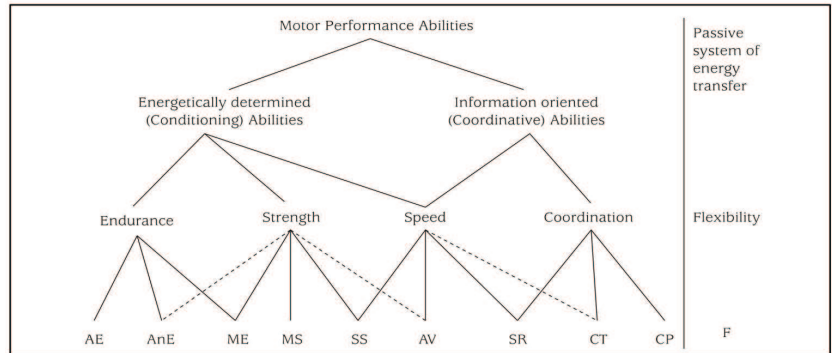 Motor Performance Abilities
Passive
system of
energy
transfer
Energetically determined
(Conditioning) Abilities
Information oriented
(Coordinative) Abilities
Endurance
Strength
Speed
Coordination
Flexibility
AE
AnE
ME
MS
SS
AV
SR
CT
CP
F